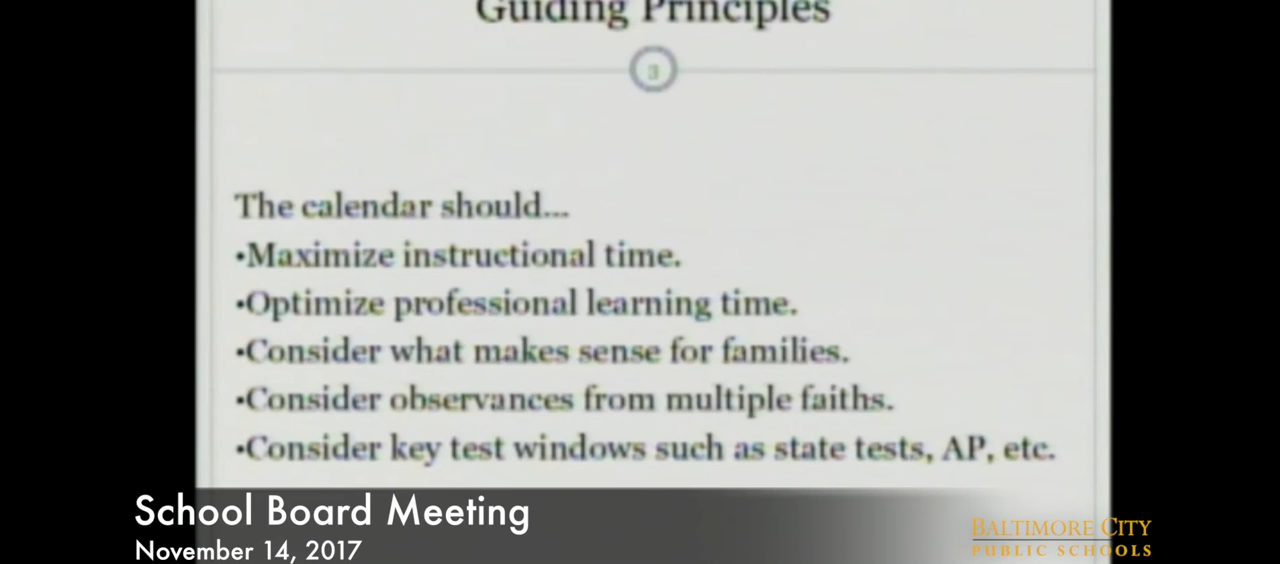 Guiding Principles
3
The calendar should...
•Maximize instructional time.
•Optimize professional learning time.
•Consider what makes sense for families.
•Consider observances from multiple faiths.
•Consider key test windows such as state tests, AP, etc.
School Board Meeting
November 14, 2017
BALTIMORE CITY
PUBLIC SCHOOLS